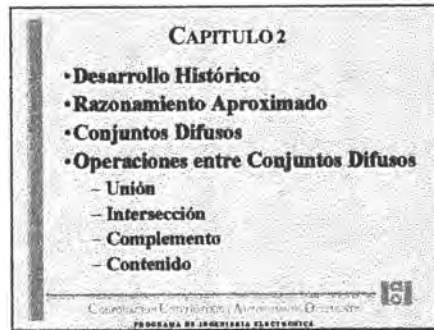 CAPITULO 2
•Desarrollo Histórico
•Razonamiento Aproximado
•Conjuntos Difusos
•Operaciones entre Conjuntos Difusos
– Unión
– Intersección
– Complemento
– Contenido
PROGRAMA DE INGENIERIA ELECTRONICA